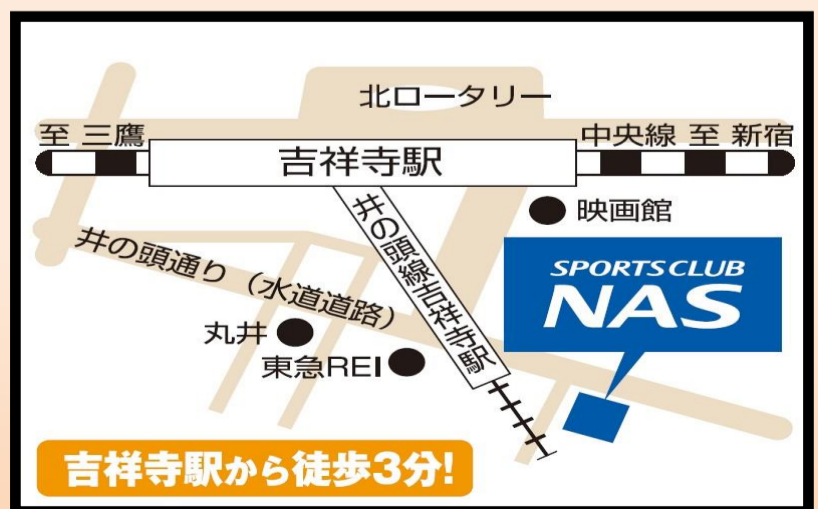 北ロータリー
至 三鷹
中央線 至 新宿
吉祥寺駅
映画館
井の頭線吉祥寺駅
井の頭通り（水道道路）
SPORTS CLUB
NAS
丸井
東急REI
吉祥寺駅から徒歩3分!